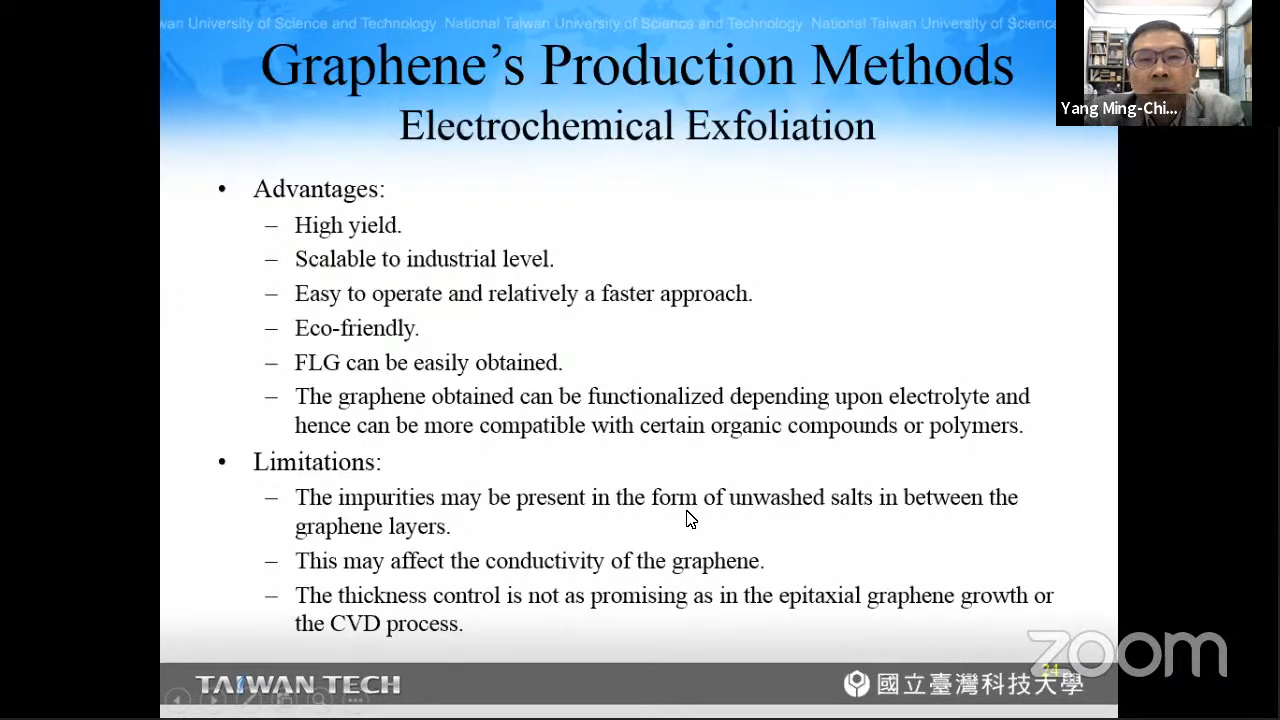 wan University of Science and Technology National Taiwan University of Science and Technology National Taiwan University of Science
Graphene's Production Methods
Electrochemical Exfoliation
Yang Ming-Chi...
• Advantages:
– High yield.
– Scalable to industrial level.
– Easy to operate and relatively a faster approach.
– Eco-friendly.
– FLG can be easily obtained.
– The graphene obtained can be functionalized depending upon electrolyte and
hence can be more compatible with certain organic compounds or polymers.
• Limitations:
– The impurities may be present in the form of unwashed salts in between the
graphene layers.
– This may affect the conductivity of the graphene.
– The thickness control is not as promising as in the epitaxial graphene growth or
the CVD process.
zoom
24
TAIWAN TECH
國立臺灣科技大學